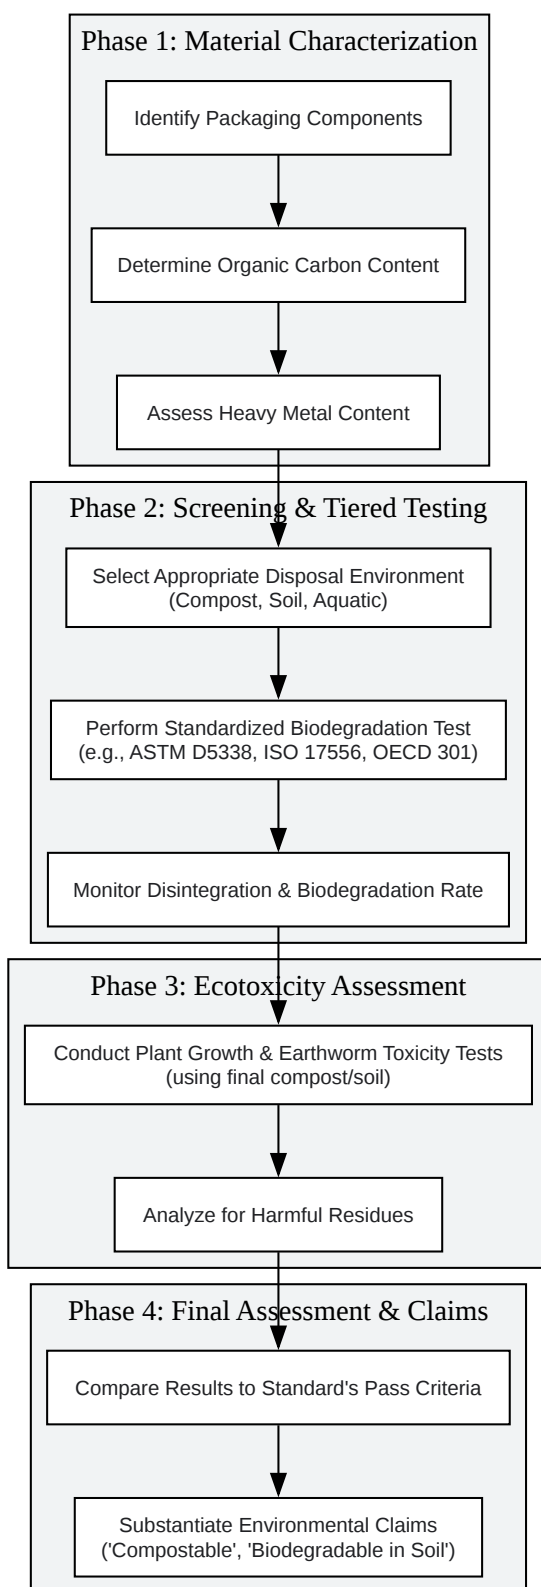 Phase 1: Material Characterization
Identify Packaging Components
Determine Organic Carbon Content
Assess Heavy Metal Content
Phase 2: Screening & Tiered Testing
Select Appropriate Disposal Environment
(Compost, Soil, Aquatic)
Perform Standardized Biodegradation Test
(e.g., ASTM D5338, ISO 17556, OECD 301)
Monitor Disintegration & Biodegradation Rate
Phase 3: Ecotoxicity Assessment
Conduct Plant Growth & Earthworm Toxicity Tests
(using final compost/soil)
Analyze for Harmful Residues
Phase 4: Final Assessment & Claims
Compare Results to Standard's Pass Criteria
Substantiate Environmental Claims
('Compostable', 'Biodegradable in Soil')